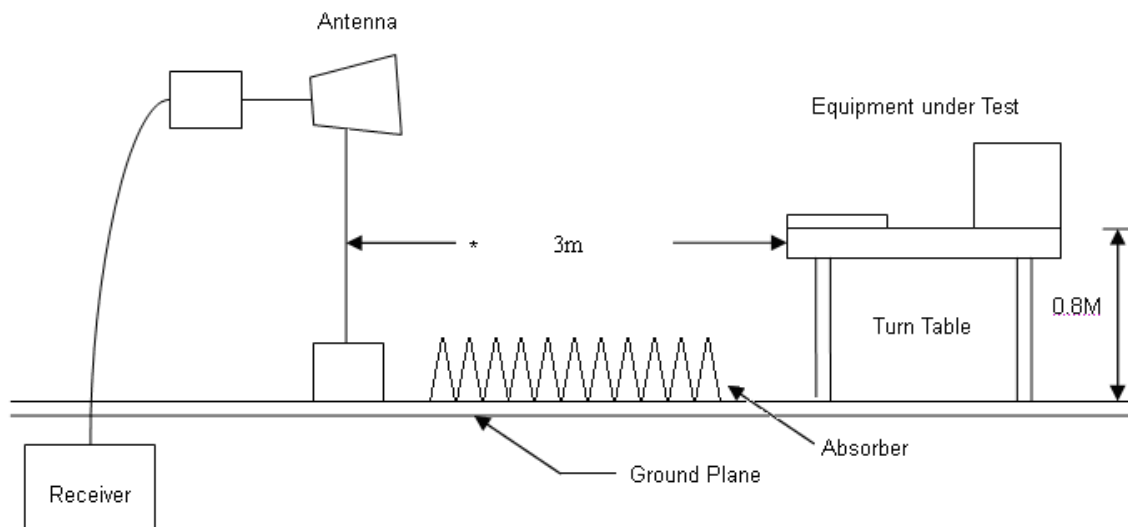 Antenna
Equipment under Test
* 3m
0.8M
Turn Table
Absorber
Ground Plane
Receiver